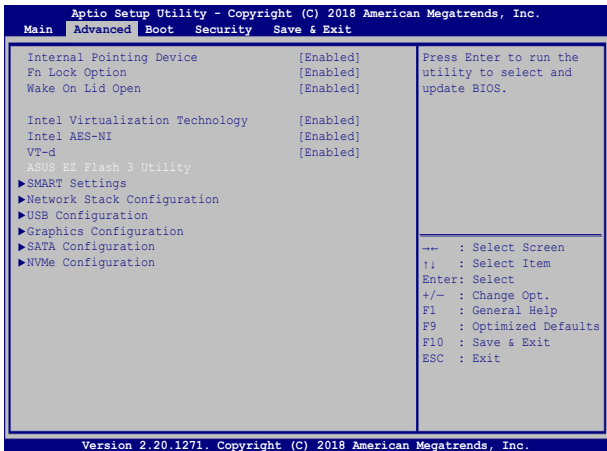 Aptio Setup Utility - Copyright (C) 2018 American Megatrends, Inc.
Main Advanced Boot Security Save & Exit
Internal Pointing Device [Enabled]
Fn Lock Option [Enabled]
Wake On Lid Open [Enabled]
Intel Virtualization Technology [Enabled]
Intel AES-NI [Enabled]
VT-d [Enabled]
ASUS EZ Flash 3 Utility
▶SMART Settings
▶Network Stack Configuration
▶USB Configuration
▶Graphics Configuration
▶SATA Configuration
▶NVMe Configuration
Press Enter to run the
utility to select and
update BIOS.
→← : Select Screen
↑↓ : Select Item
Enter: Select
+/— : Change Opt.
F1 : General Help
F9 : Optimized Defaults
F10 : Save & Exit
ESC : Exit
Version 2.20.1271. Copyright (C) 2018 American Megatrends, Inc.